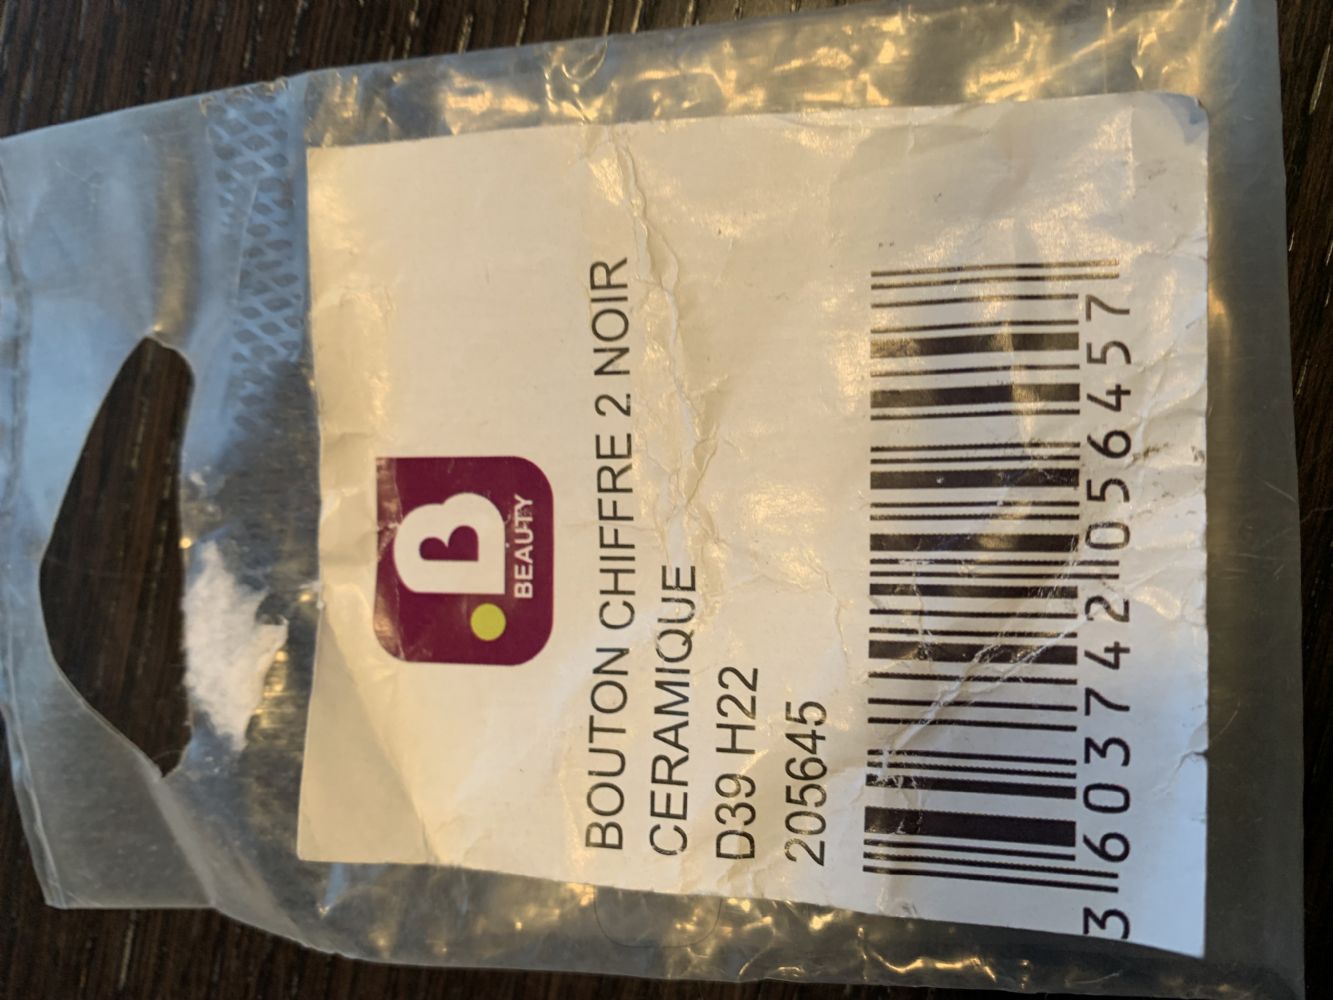 B
BEAUTY
BOUTON CHIFFRE 2 NOIR
CERAMIQUE
D39 H22
205645
3 603742 056457